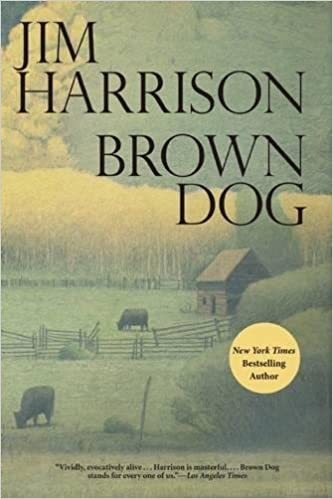 JIM
HARRISON
BROWN
DOG
New York Times
Bestselling
Author
"Vividly, evocatively alive . . . Harrison is masterful. . . . Brown Dog
stands for every one of us."—Los Angeles Times